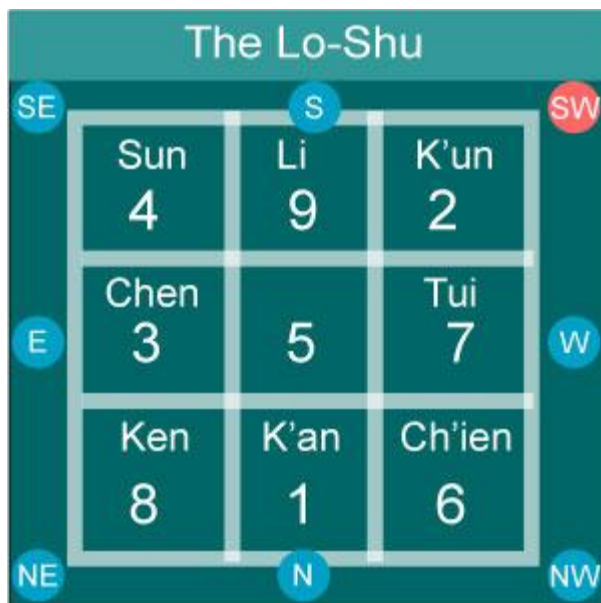 The Lo-Shu
SE S SW
Sun Li K'un
4 9 2
Chen Tui
E 3 5 7 W
Ken K'an Ch'ien
8 1 6
NE N NW